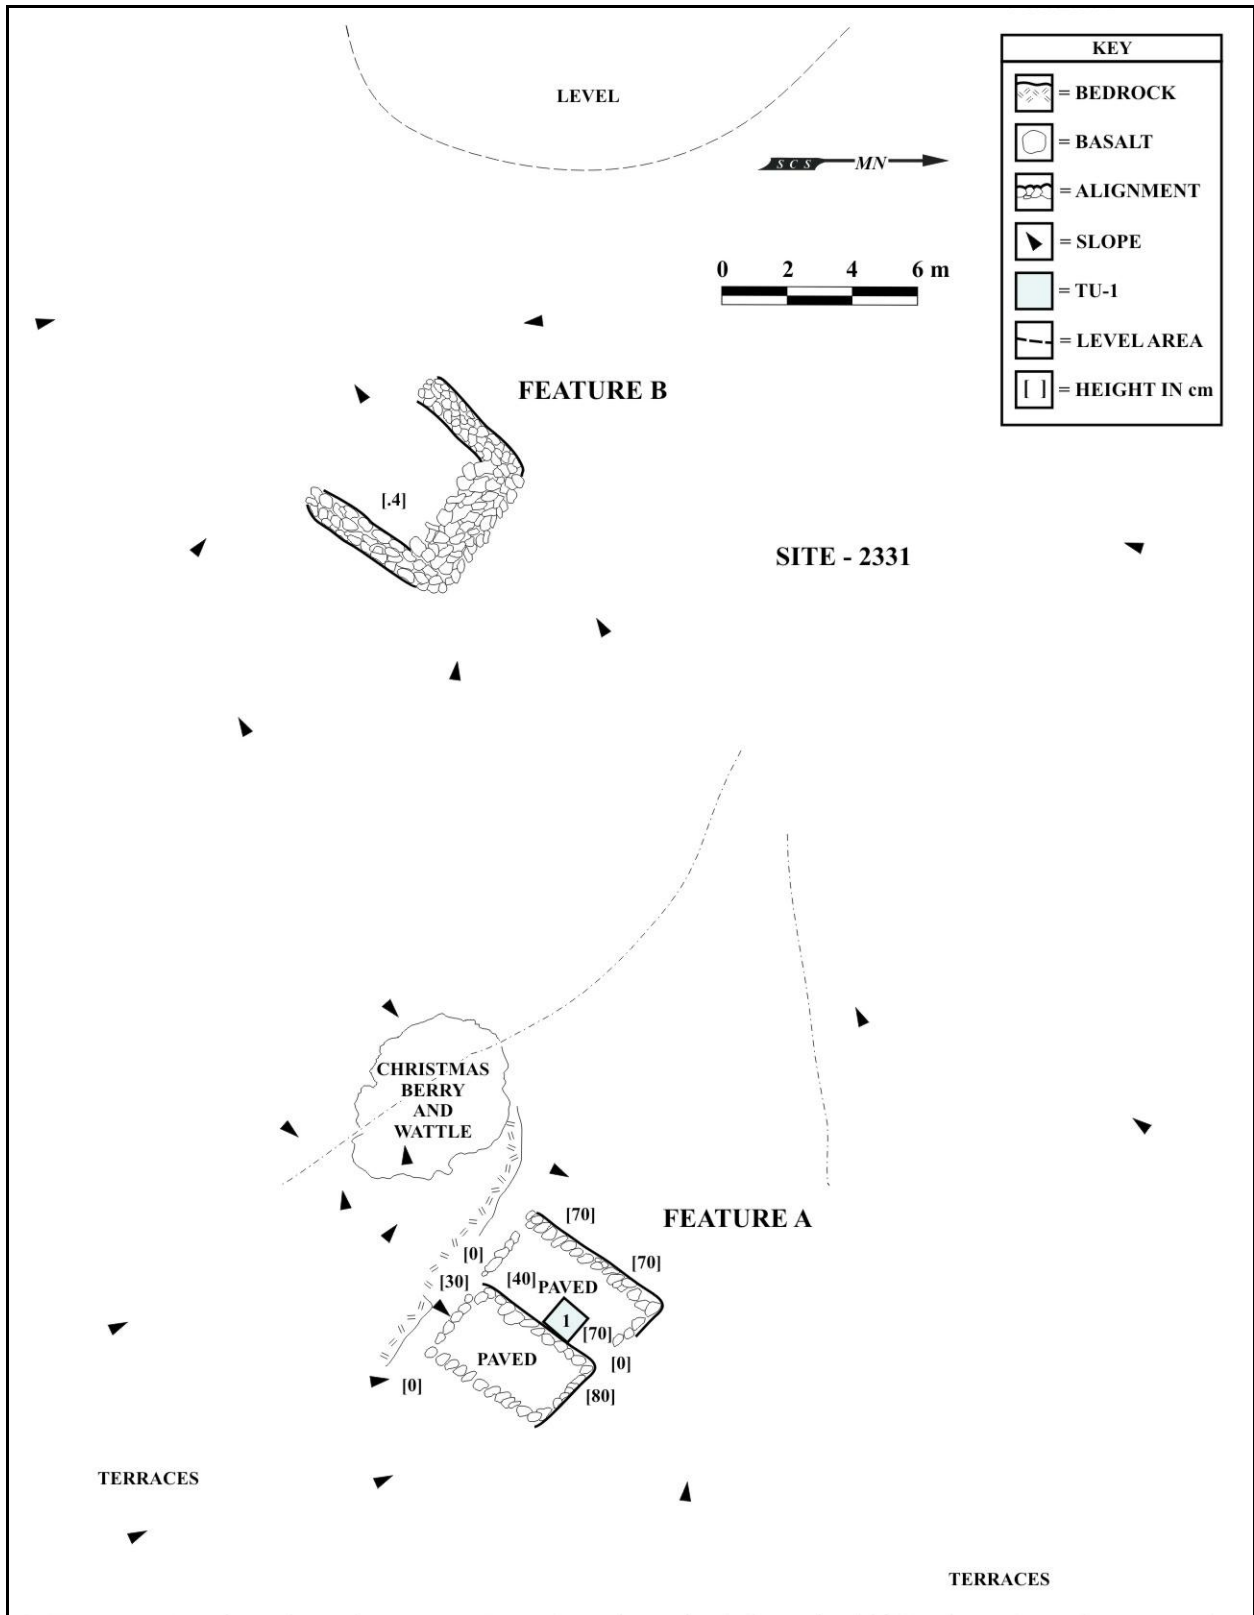 LEVEL
KEY
= BEDROCK
= BASALT
= ALIGNMENT
= SLOPE
= TU-1
= LEVEL AREA
[ ] = HEIGHT IN cm
S C S MN
0 2 4 6 m
FEATURE B
[.4]
SITE - 2331
CHRISTMAS
BERRY
AND
WATTLE
FEATURE A
[70]
[70]
[0]
[30]
[40]
PAVED
1
[70]
[0]
PAVED
[0]
[80]
TERRACES
TERRACES